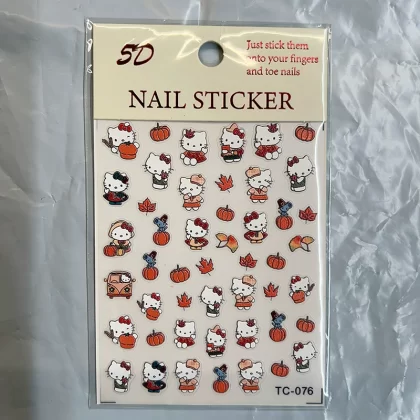 5D
Just stick them
onto your fingers
and toe nails
NAIL STICKER
TC-076